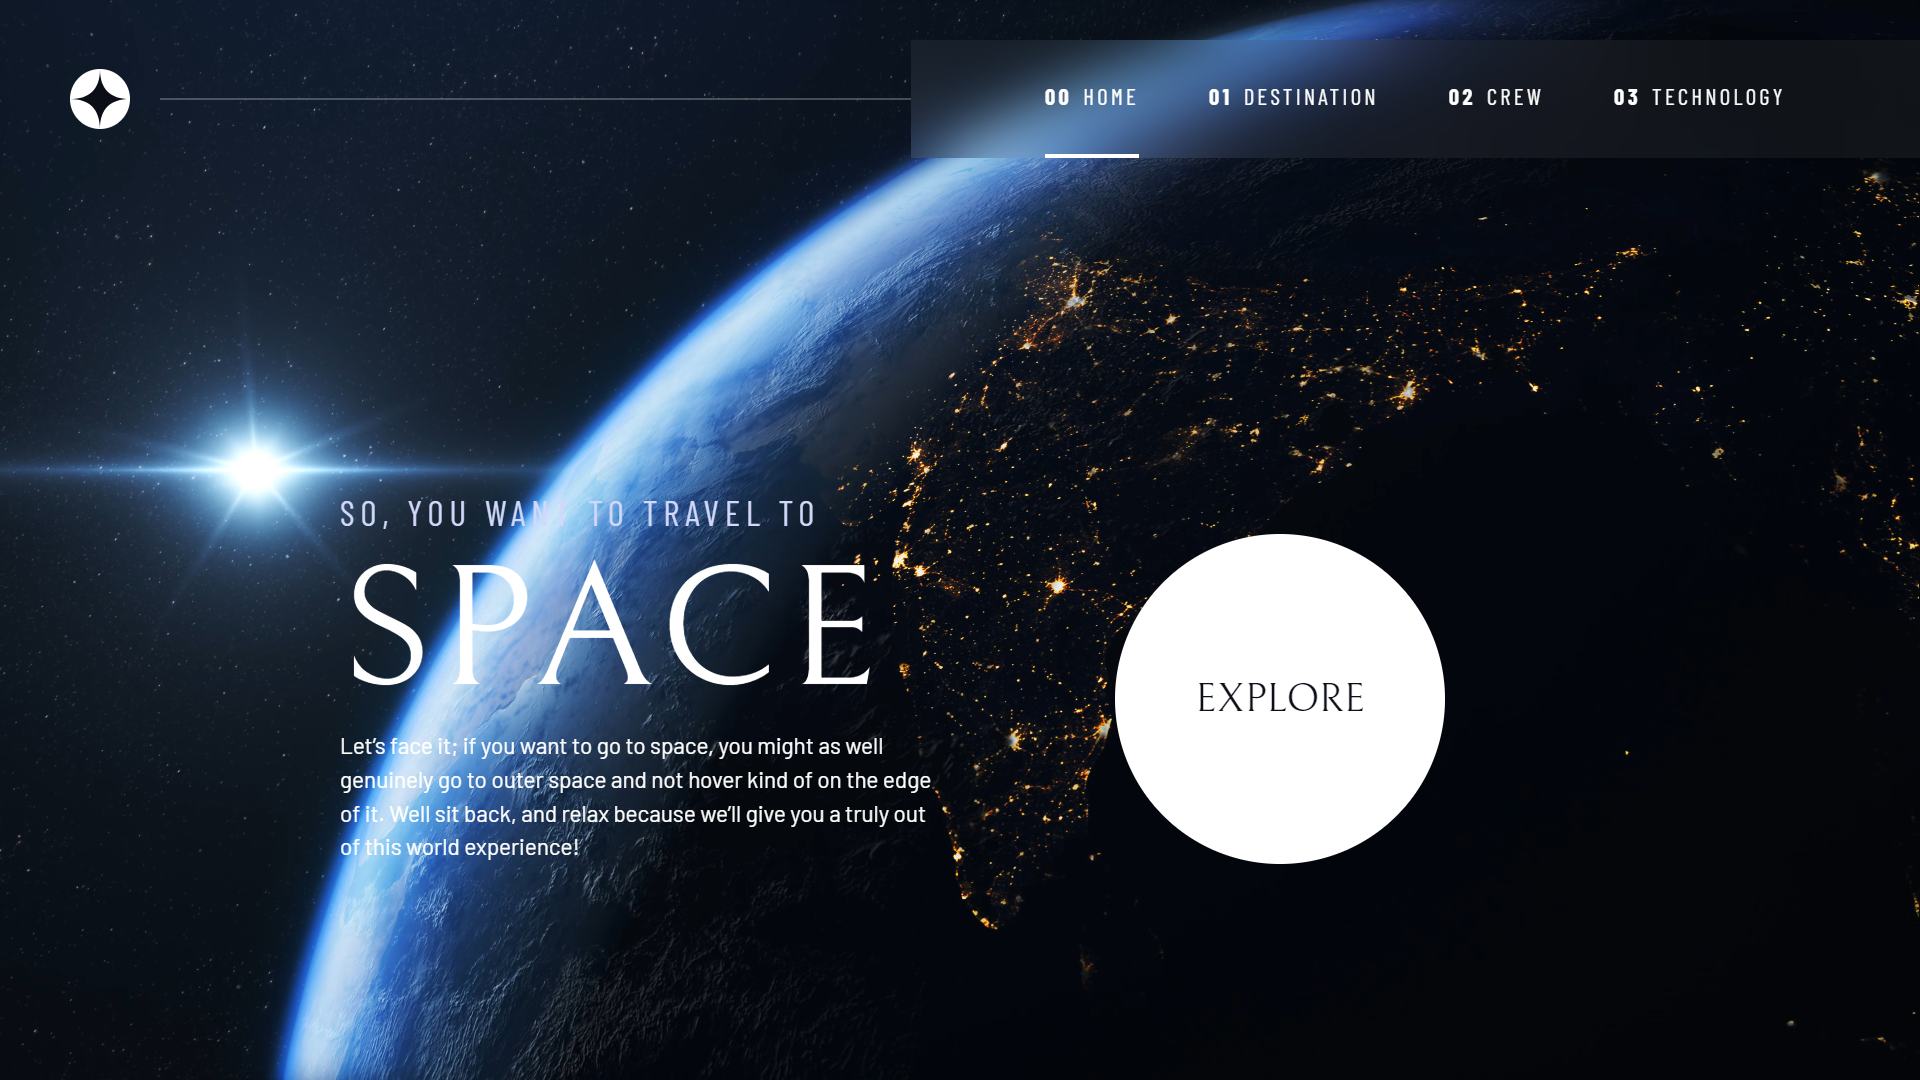 00 HOME 01 DESTINATION 02 CREW 03 TECHNOLOGY
SO, YOU WANT TO TRAVEL TO
SPACE
Let’s face it; if you want to go to space, you might as well
genuinely go to outer space and not hover kind of on the edge
of it. Well sit back, and relax because we’ll give you a truly out
of this world experience!
EXPLORE